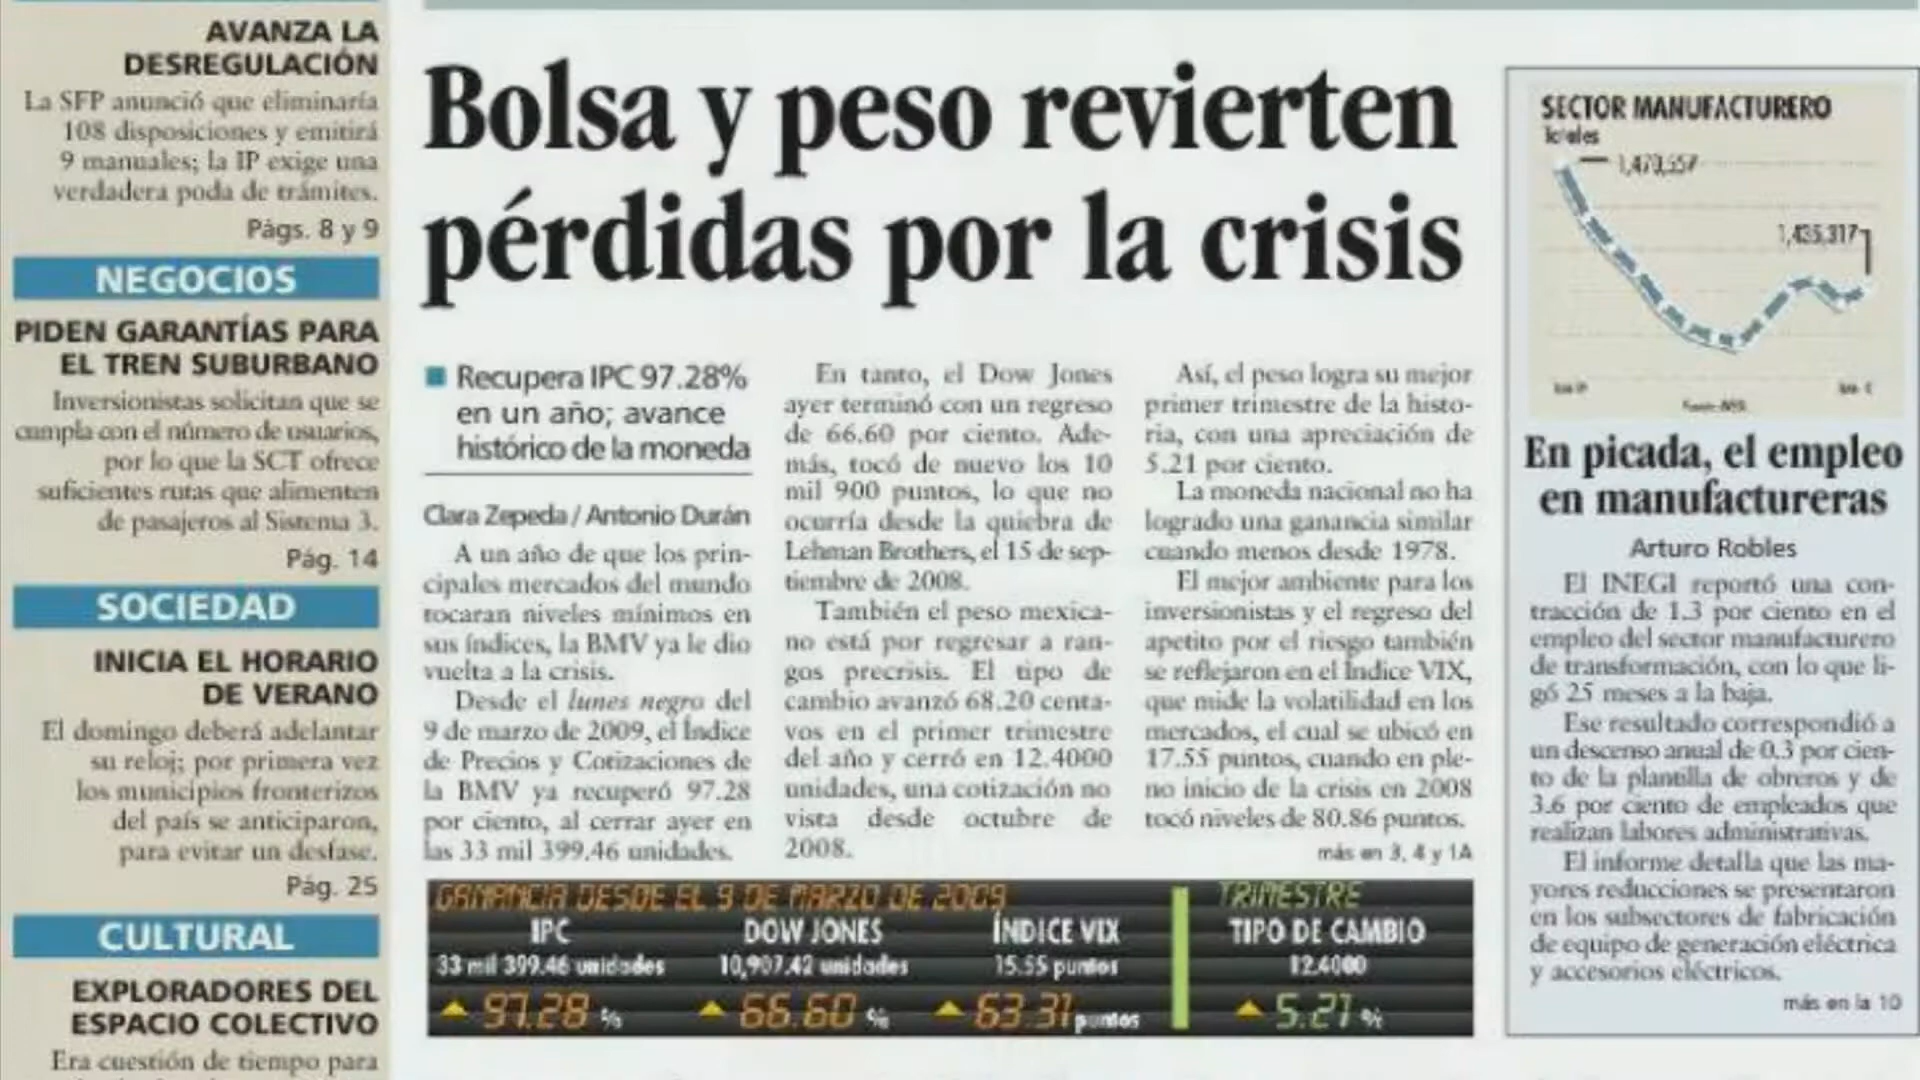 AVANZA LA
DESREGULACIÓN
La SFP anunció que eliminaría
108 disposiciones y emitirá
9 manuales; la IP exige una
verdadera poda de trámites.
Págs. 8 y 9
NEGOCIOS
PIDEN GARANTÍAS PARA
EL TREN SUBURBANO
Inversionistas solicitan que se
cumpla con el número de usuarios,
por lo que la SCT ofrece
suficientes rutas que alimenten
de pasajeros al Sistema 3.
Pág. 14
SOCIEDAD
INICIA EL HORARIO
DE VERANO
El domingo deberá adelantar
su reloj; por primera vez
los municipios fronterizos
del país se anticiparon,
para evitar un desfase.
Pág. 25
CULTURAL
EXPLORADORES DEL
ESPACIO COLECTIVO
Era cuestión de tiempo para
Bolsa y peso revierten
pérdidas por la crisis
Recupera IPC 97.28%
en un año; avance
histórico de la moneda
Clara Zepeda / Antonio Durán
A un año de que los prin-
cipales mercados del mundo
tocaran niveles mínimos en
sus índices, la BMV ya le dio
vuelta a la crisis.
Desde el lunes negro del
9 de marzo de 2009, el Índice
de Precios y Cotizaciones de
la BMV ya recuperó 97.28
por ciento, al cerrar ayer en
las 33 mil 399.46 unidades.
En tanto, el Dow Jones
ayer terminó con un regreso
de 66.60 por ciento. Ade-
más, tocó de nuevo los 10
mil 900 puntos, lo que no
ocurría desde la quiebra de
Lehman Brothers, el 15 de sep-
tiembre de 2008.
También el peso mexica-
no está por regresar a ran-
gos precrisis. El tipo de
cambio avanzó 68.20 centa-
vos en el primer trimestre
del año y cerró en 12.4000
unidades, una cotización no
vista desde octubre de
2008.
Así, el peso logra su mejor
primer trimestre de la histo-
ria, con una apreciación de
5.21 por ciento.
La moneda nacional no ha
logrado una ganancia similar
cuando menos desde 1978.
El mejor ambiente para los
inversionistas y el regreso del
apetito por el riesgo también
se reflejaron en el Índice VIX,
que mide la volatilidad en los
mercados, el cual se ubicó en
17.55 puntos, cuando en ple-
no inicio de la crisis en 2008
tocó niveles de 80.86 puntos.
más en 3, 4 y 1A
GANANCIA DESDE EL 9 DE MARZO DE 2009
IPC
33 mil 399.46 unidades
97.28 %
DOW JONES
10,907.42 unidades
66.60 %
ÍNDICE VIX
15.55 puntos
63.31 puntos
TRIMESTRE
TIPO DE CAMBIO
12.4000
5.21 %
SECTOR MANUFACTURERO
Totales
1,435,317
En picada, el empleo
en manufactureras
Arturo Robles
El INEGI reportó una con-
tracción de 1.3 por ciento en el
empleo del sector manufacturero
de transformación, con lo que li-
gó 25 meses a la baja.
Ese resultado correspondió a
un descenso anual de 0.3 por cien-
to de la plantilla de obreros y de
3.6 por ciento de empleados que
realizan labores administrativas.
El informe detalla que las ma-
yores reducciones se presentaron
en los subsectores de fabricación
de equipo de generación eléctrica
y accesorios eléctricos.
más en la 10